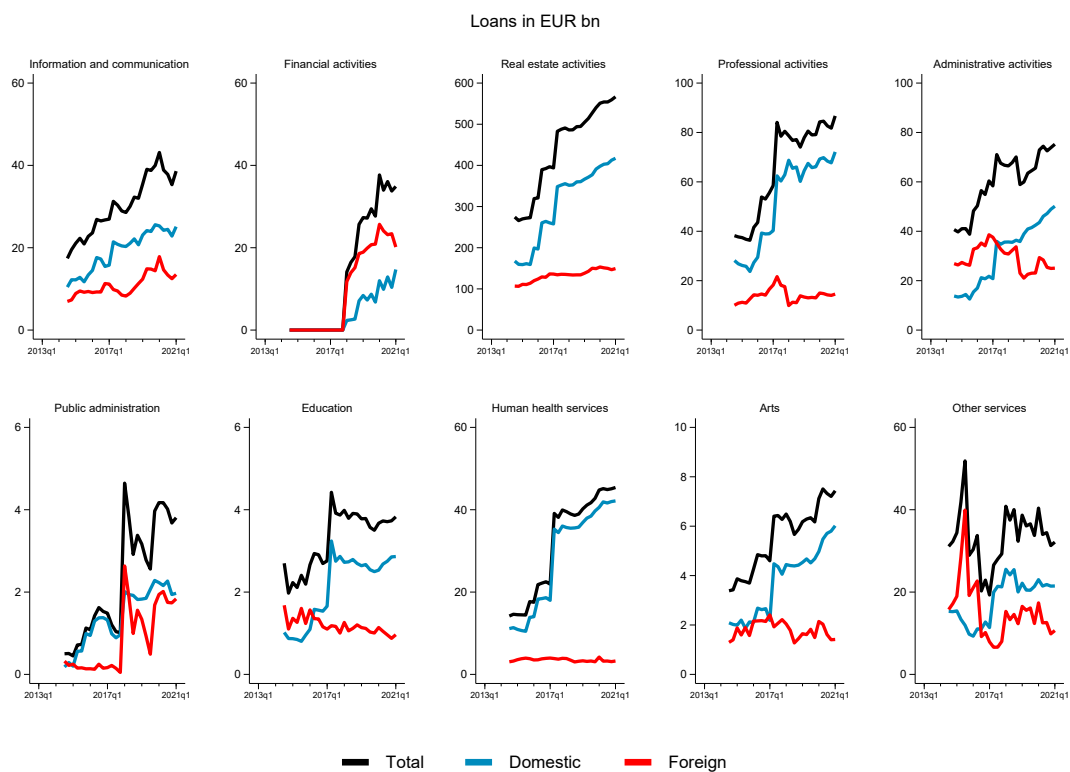 Loans in EUR bn
Information and communication
60
40
20
0
2013q1 2017q1 2021q1
Financial activities
60
40
20
0
2013q1 2017q1 2021q1
Real estate activities
600
500
400
300
200
100
0
2013q1 2017q1 2021q1
Professional activities
100
80
60
40
20
0
2013q1 2017q1 2021q1
Administrative activities
100
80
60
40
20
0
2013q1 2017q1 2021q1
Public administration
6
4
2
0
2013q1 2017q1 2021q1
Education
6
4
2
0
2013q1 2017q1 2021q1
Human health services
60
40
20
0
2013q1 2017q1 2021q1
Arts
10
8
6
4
2
0
2013q1 2017q1 2021q1
Other services
60
40
20
0
2013q1 2017q1 2021q1
Total Domestic Foreign